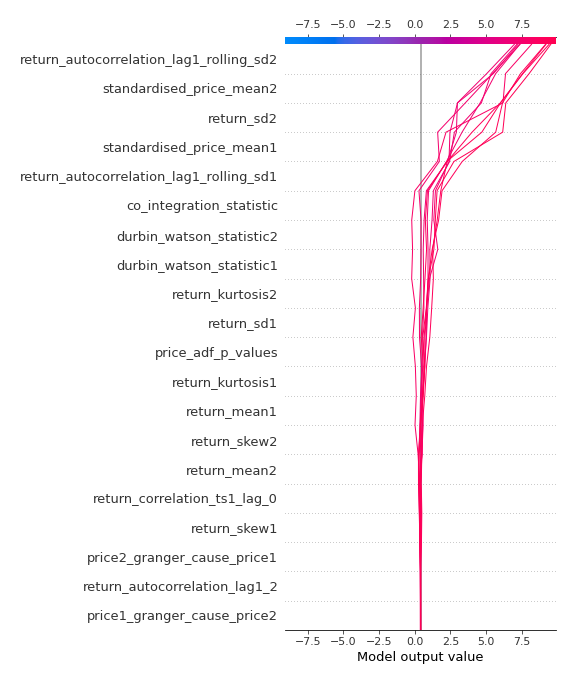 −7.5 −5.0 −2.5 0.0 2.5 5.0 7.5
return_autocorrelation_lag1_rolling_sd2
standardised_price_mean2
return_sd2
standardised_price_mean1
return_autocorrelation_lag1_rolling_sd1
co_integration_statistic
durbin_watson_statistic2
durbin_watson_statistic1
return_kurtosis2
return_sd1
price_adf_p_values
return_kurtosis1
return_mean1
return_skew2
return_mean2
return_correlation_ts1_lag_0
return_skew1
price2_granger_cause_price1
return_autocorrelation_lag1_2
price1_granger_cause_price2
−7.5 −5.0 −2.5 0.0 2.5 5.0 7.5
Model output value